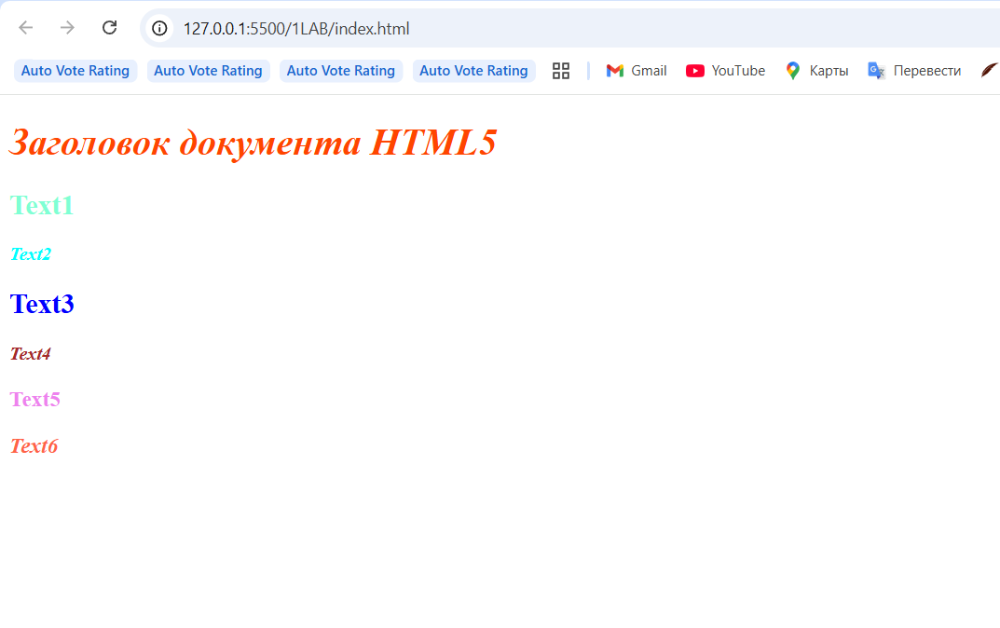 127.0.0.1:5500/1LAB/index.html
Auto Vote Rating Auto Vote Rating Auto Vote Rating Auto Vote Rating Gmail YouTube Карты Перевести
Заголовок документа HTML5
Text1
Text2
Text3
Text4
Text5
Text6